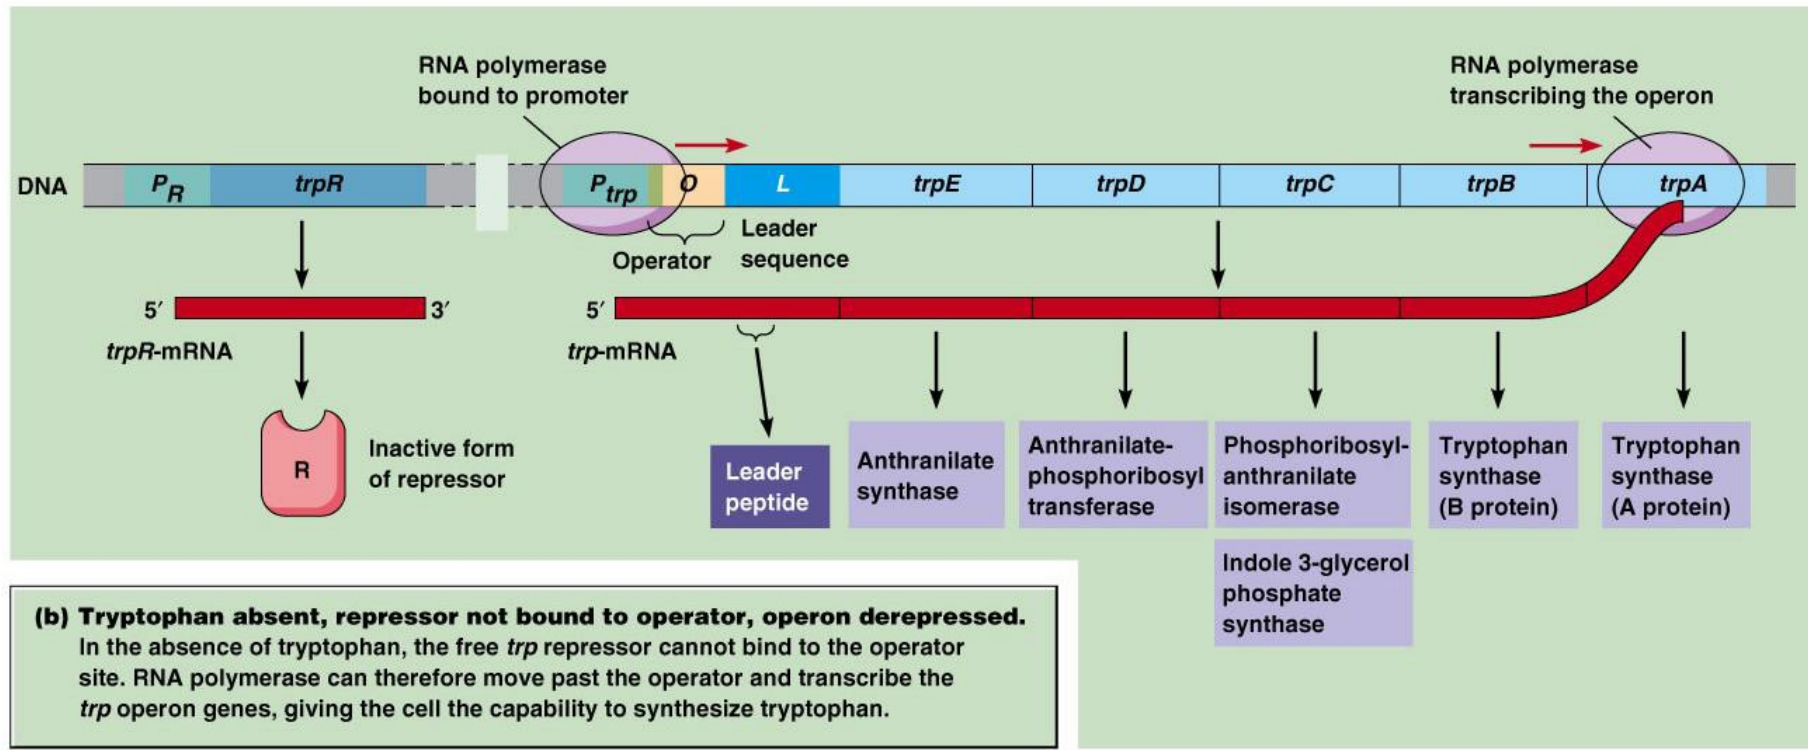 RNA polymerase
bound to promoter
RNA polymerase
transcribing the operon
DNA
PR
trpR
Ptrp
O
L
trpE
trpD
trpC
trpB
trpA
Operator
Leader
sequence
5′
3′
5′
trpR-mRNA
trp-mRNA
R
Inactive form
of repressor
Leader
peptide
Anthranilate
synthase
Anthranilate-
phosphoribosyl
transferase
Phosphoribosyl-
anthranilate
isomerase
Indole 3-glycerol
phosphate
synthase
Tryptophan
synthase
(B protein)
Tryptophan
synthase
(A protein)
(b) Tryptophan absent, repressor not bound to operator, operon derepressed.
In the absence of tryptophan, the free trp repressor cannot bind to the operator
site. RNA polymerase can therefore move past the operator and transcribe the
trp operon genes, giving the cell the capability to synthesize tryptophan.